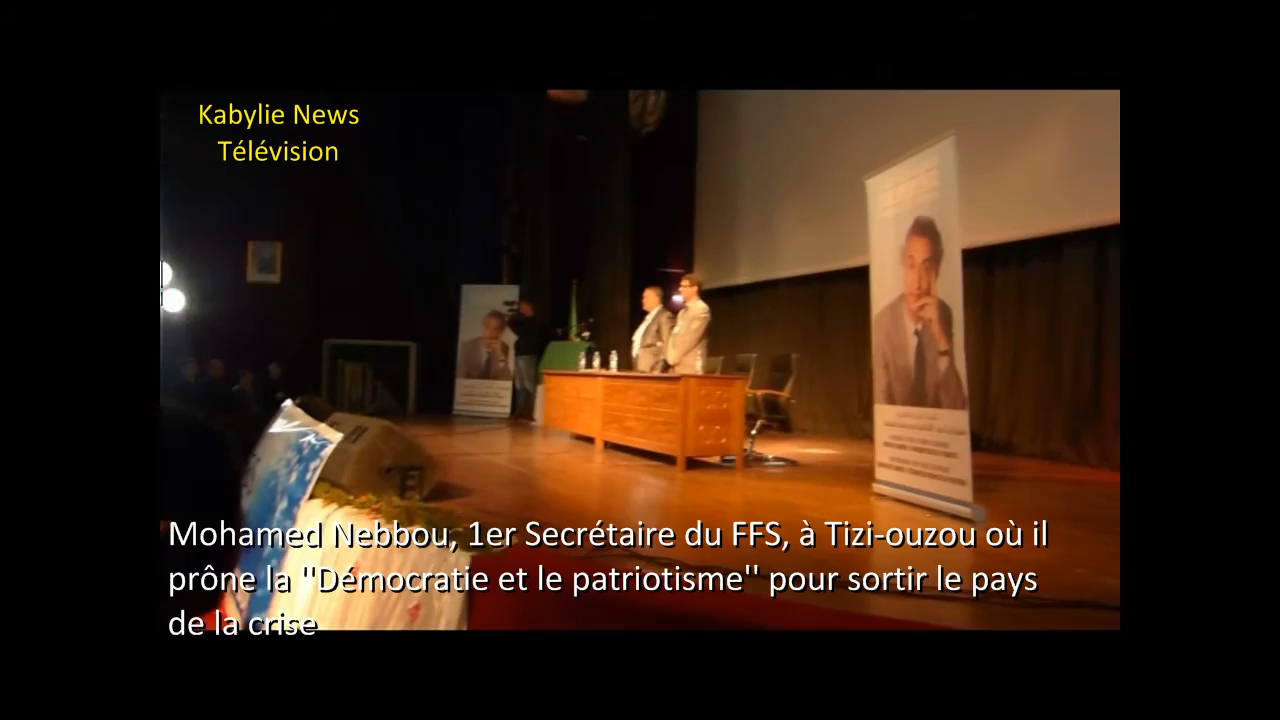 Kabylie News
Télévision
Mohamed Nebbou, 1er Secrétaire du FFS, à Tizi-ouzou où il
prône la "Démocratie et le patriotisme" pour sortir le pays
de la crise